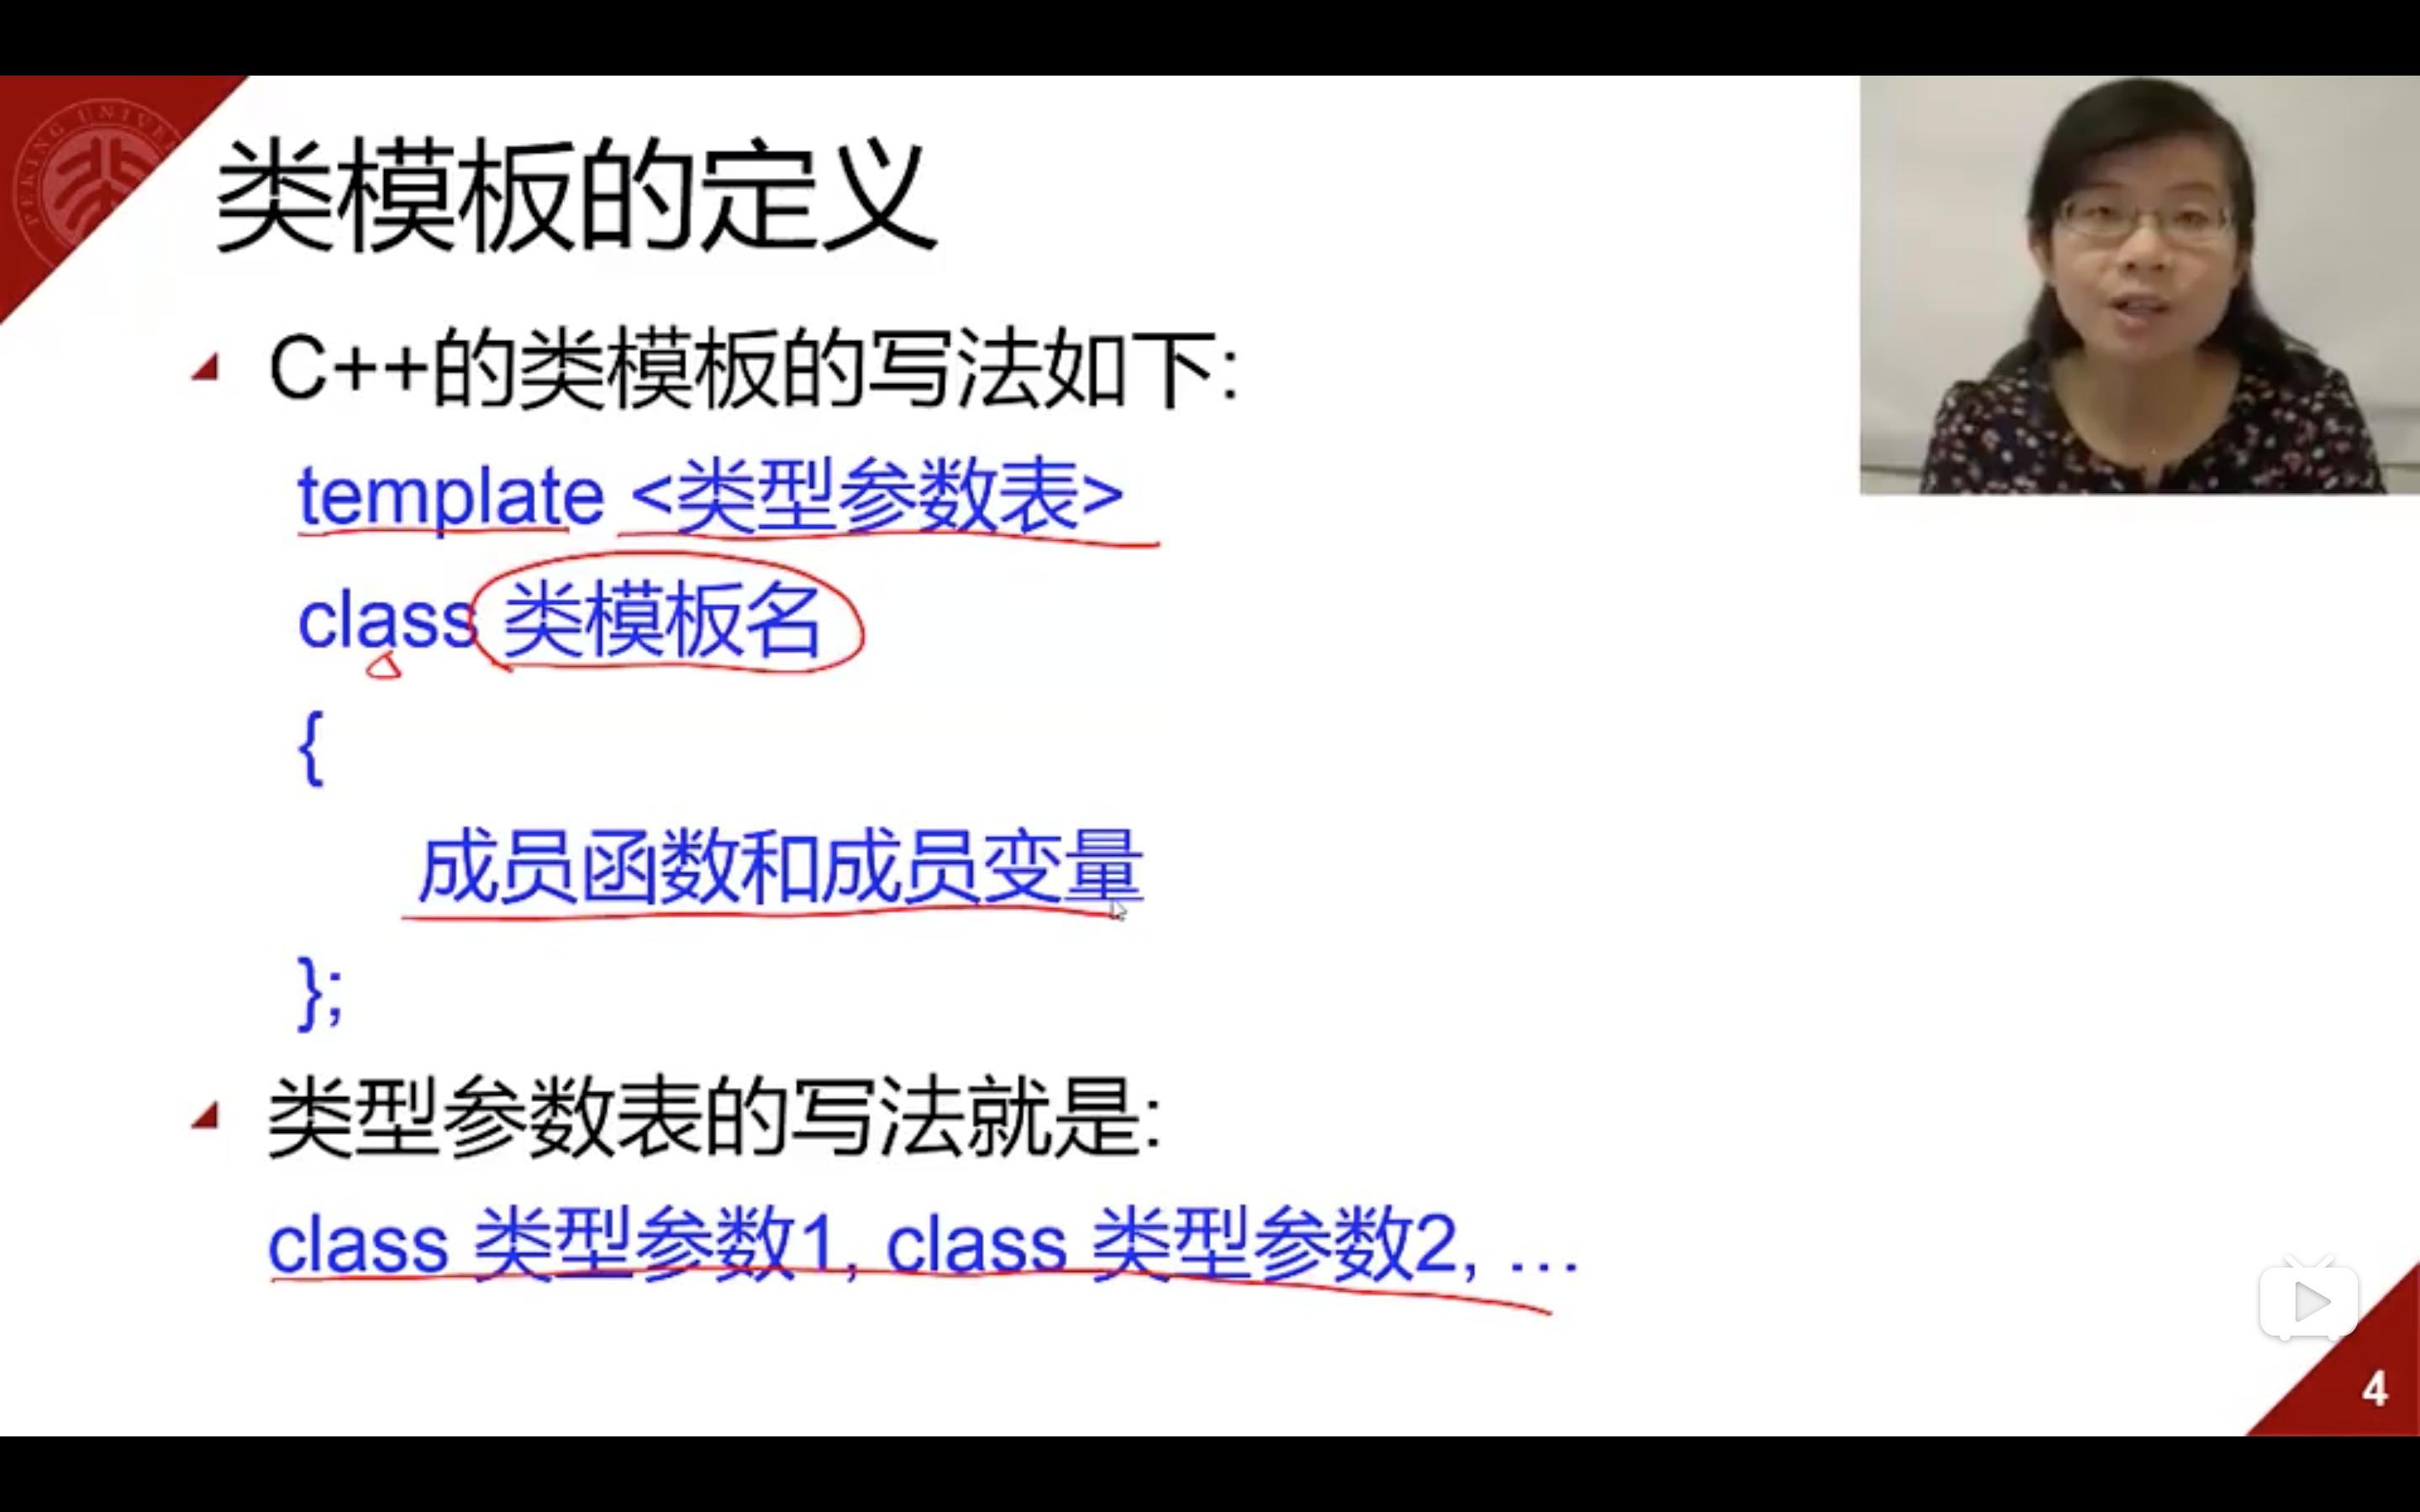 PEKING UNIVE
类模板的定义
C++的类模板的写法如下:
template <类型参数表>
class 类模板名
{
成员函数和成员变量
};
类型参数表的写法就是:
class 类型参数1, class 类型参数2, …
4